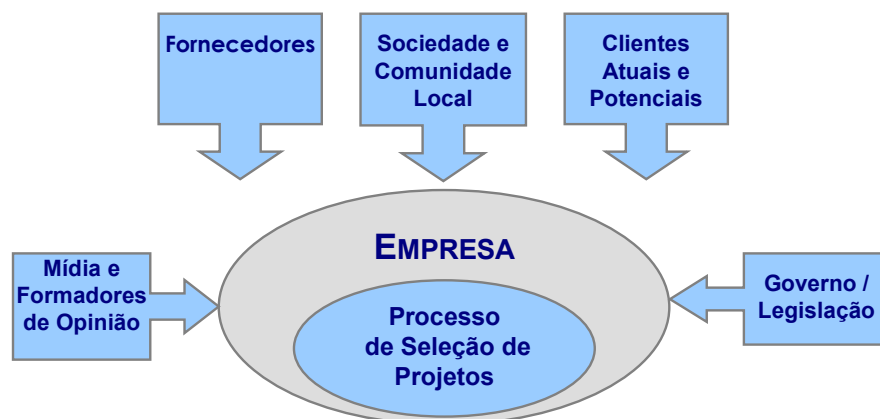 Fornecedores
Sociedade e
Comunidade
Local
Clientes
Atuais e
Potenciais
EMPRESA
Mídia e
Formadores
de Opinião
Processo
de Seleção de
Projetos
Governo /
Legislação